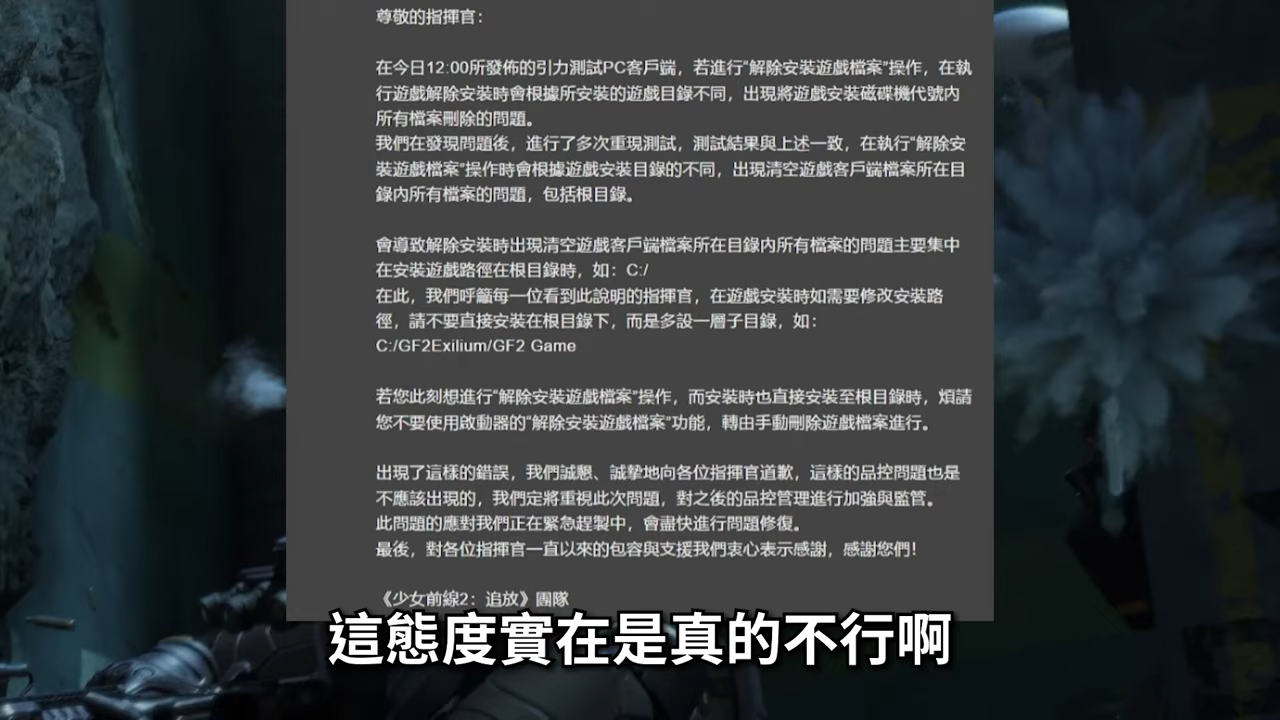 尊敬的指揮官：
在今日12:00所發佈的引力測試PC客戶端，若進行“解除安裝遊戲檔案”操作，在執
行遊戲解除安裝時會根據所安裝的遊戲目錄不同，出現將遊戲安裝磁碟機代號內
所有檔案刪除的問題。
我們在發現問題後，進行了多次重現測試，測試結果與上述一致，在執行“解除安
裝遊戲檔案”操作時會根據遊戲安裝目錄的不同，出現清空遊戲客戶端檔案所在目
錄內所有檔案的問題，包括根目錄。
會導致解除安裝時出現清空遊戲客戶端檔案所在目錄內所有檔案的問題主要集中
在安裝遊戲路徑在根目錄時，如：C:/
在此，我們呼籲每一位看到此說明的指揮官，在遊戲安裝時如需要修改安裝路
徑，請不要直接安裝在根目錄下，而是多設一層子目錄，如：
C:/GF2Exilium/GF2 Game
若您此刻想進行“解除安裝遊戲檔案”操作，而安裝時也直接安裝至根目錄時，煩請
您不要使用啟動器的“解除安裝遊戲檔案”功能，轉由手動刪除遊戲檔案進行。
出現了這樣的錯誤，我們誠懇、誠摯地向各位指揮官道歉，這樣的品控問題也是
不應該出現的，我們定將重視此次問題，對之後的品控管理進行加強與監管。
此問題的應對我們正在緊急趕製中，會盡快進行問題修復。
最後，對各位指揮官一直以來的包容與支援我們衷心表示感謝，感謝您們！
《少女前線2：追放》團隊
這態度實在是真的不行啊